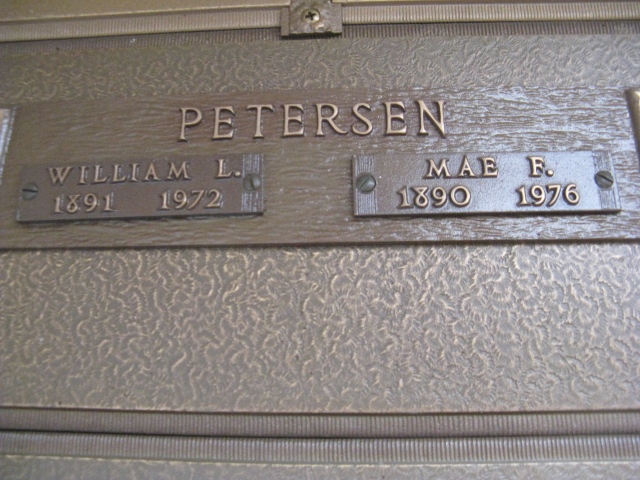 PETERSEN
WILLIAM L.
1891 1972
MAE F.
1890 1976